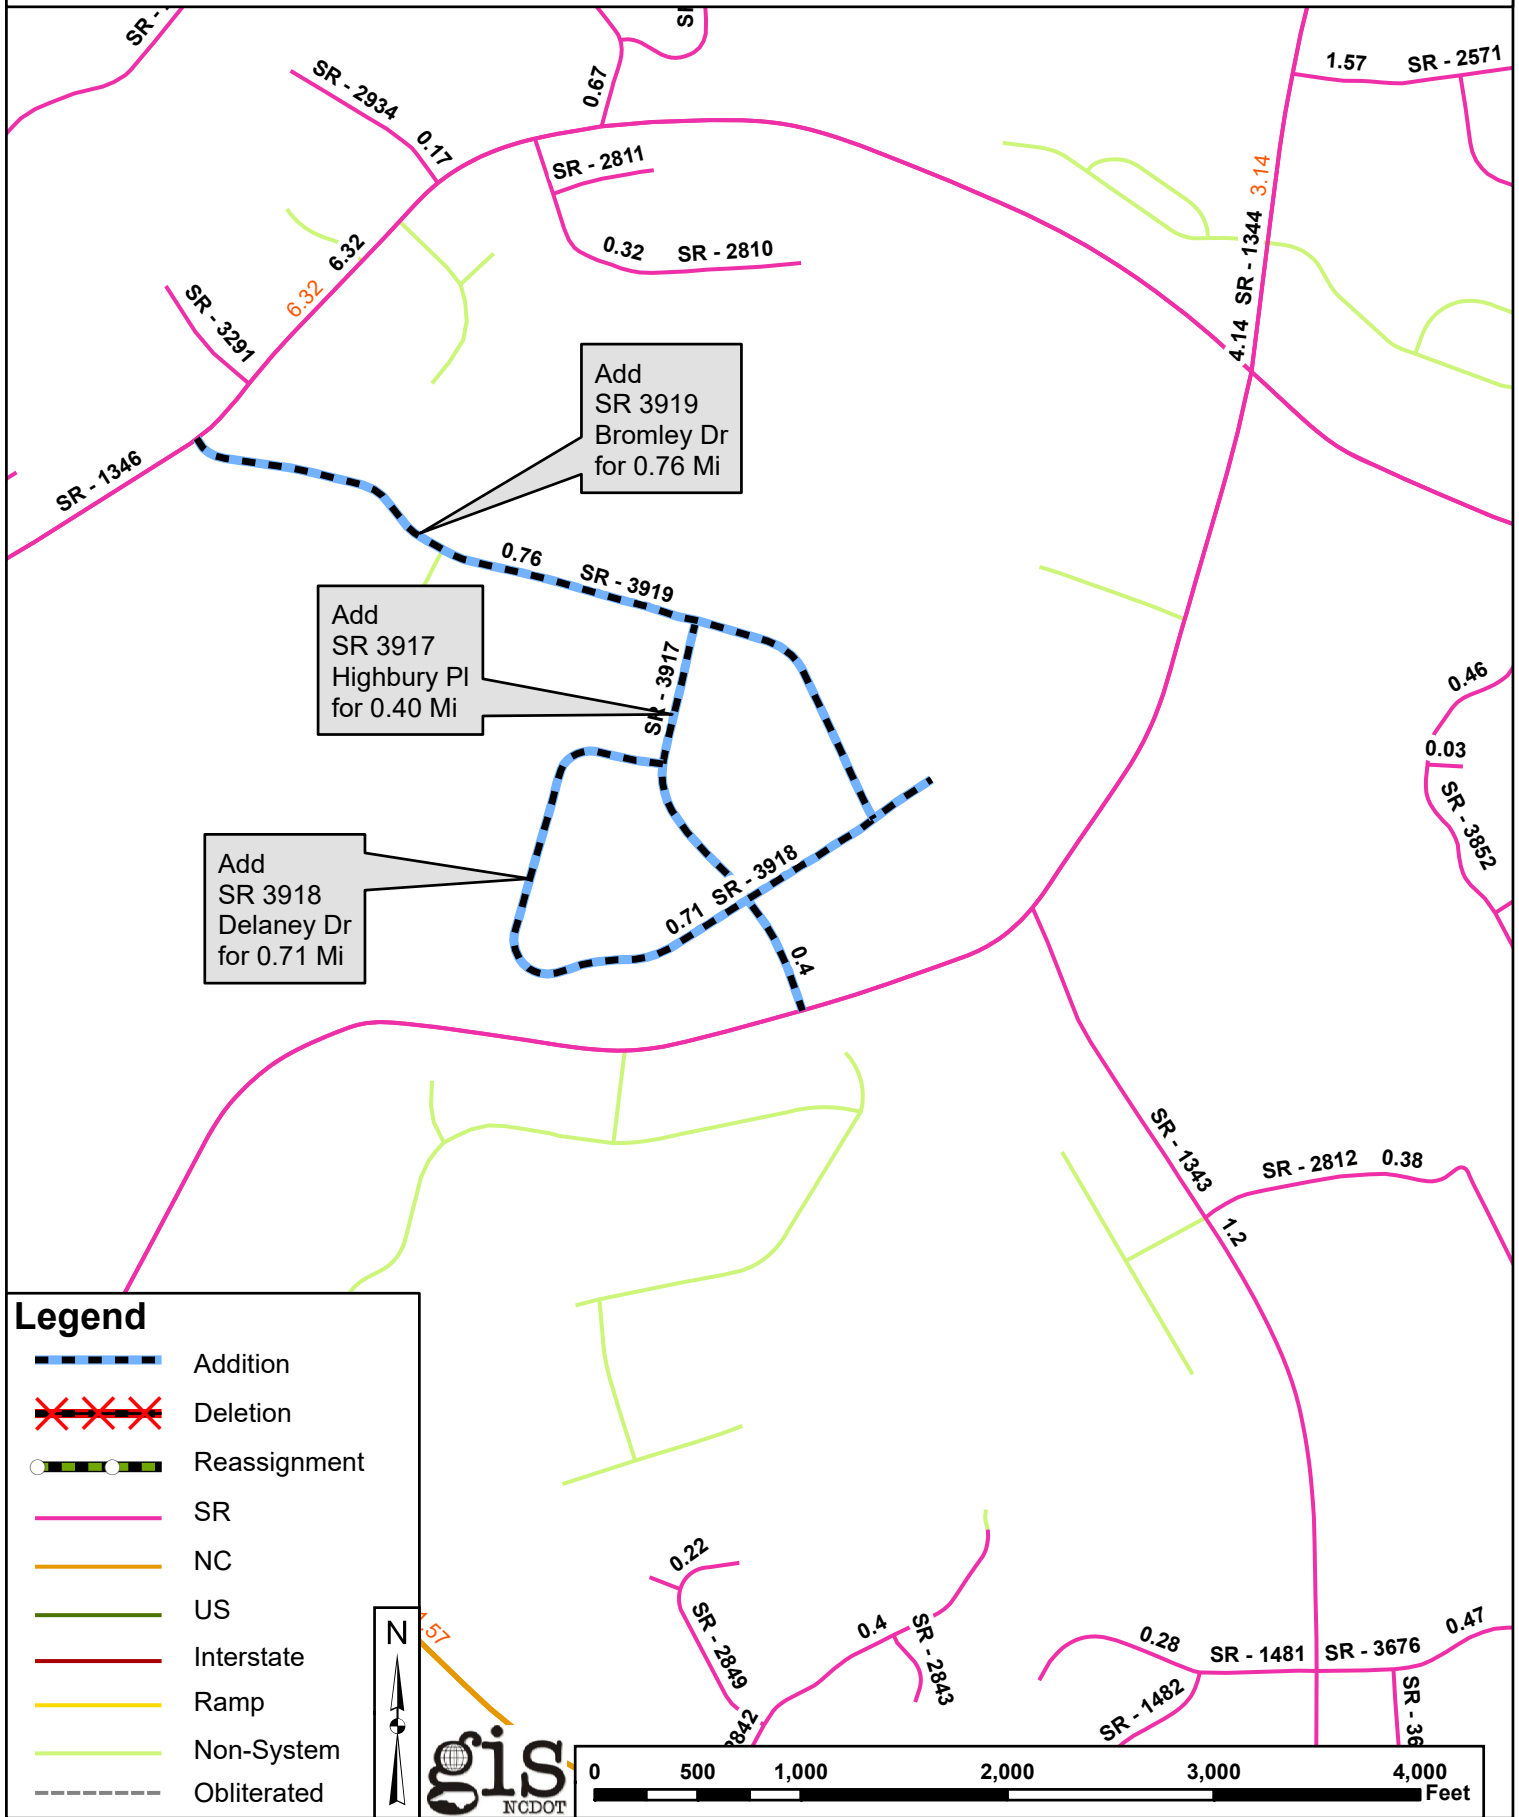 SR -
SR
1.57
SR - 2571
SR - 2934
0.17
0.67
SR - 2811
0.32
SR - 2810
3.14
SR - 1344
4.14
6.32
6.32
SR - 3291
SR - 1346
Add
SR 3919
Bromley Dr
for 0.76 Mi
0.76
SR - 3919
Add
SR 3917
Highbury Pl
for 0.40 Mi
SR - 3917
0.46
0.03
SR - 3852
Add
SR 3918
Delaney Dr
for 0.71 Mi
0.71
SR - 3918
0.4
SR - 1343
SR - 2812
0.38
1.2
Legend
Addition
Deletion
Reassignment
SR
NC
US
Interstate
Ramp
Non-System
Obliterated
N
.57
0.22
SR - 2849
2842
0.4
SR - 2843
0.28
SR - 1481
SR - 3676
0.47
SR - 1482
SR - 36
gis
NCDOT
0 500 1,000 2,000 3,000 4,000
Feet